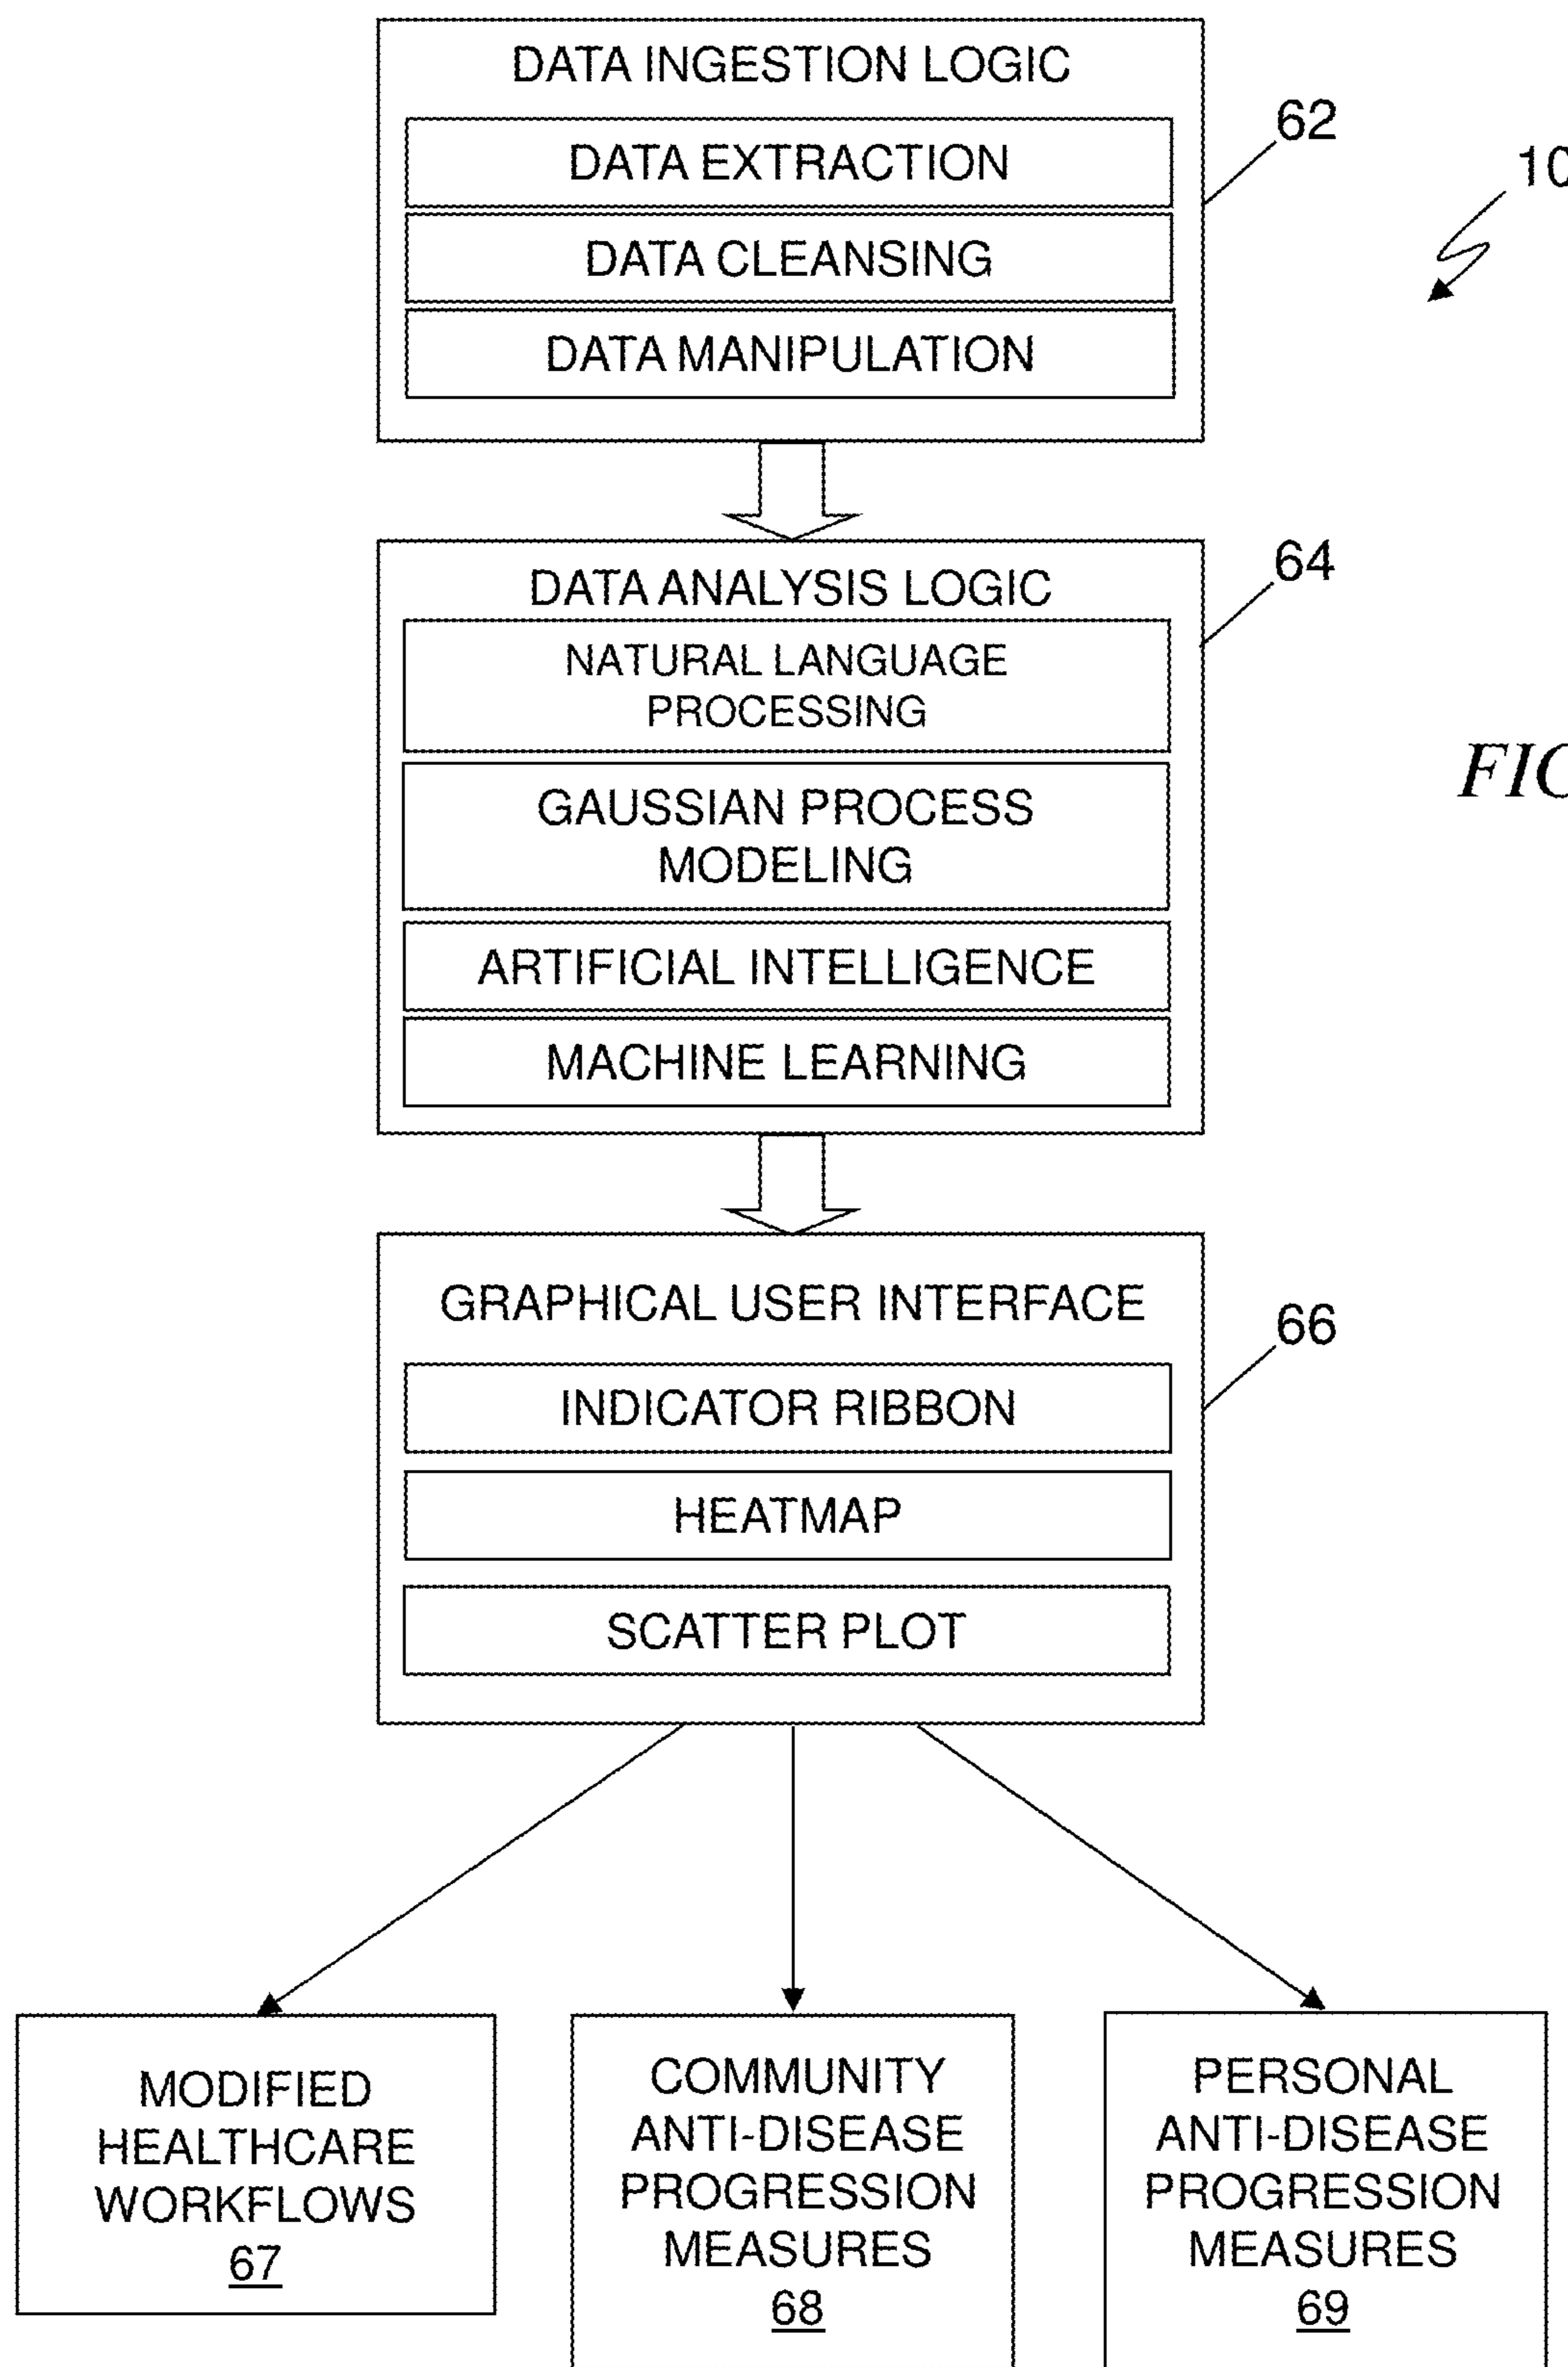 DATA INGESTION LOGIC
DATA EXTRACTION
62
10
DATA CLEANSING
DATA MANIPULATION
64
DATA ANALYSIS LOGIC
NATURAL LANGUAGE
PROCESSING
FIG
GAUSSIAN PROCESS
MODELING
ARTIFICIAL INTELLIGENCE
MACHINE LEARNING
GRAPHICAL USER INTERFACE
66
INDICATOR RIBBON
HEATMAP
SCATTER PLOT
MODIFIED
HEALTHCARE
WORKFLOWS
67
COMMUNITY
ANTI-DISEASE
PROGRESSION
MEASURES
68
PERSONAL
ANTI-DISEASE
PROGRESSION
MEASURES
69